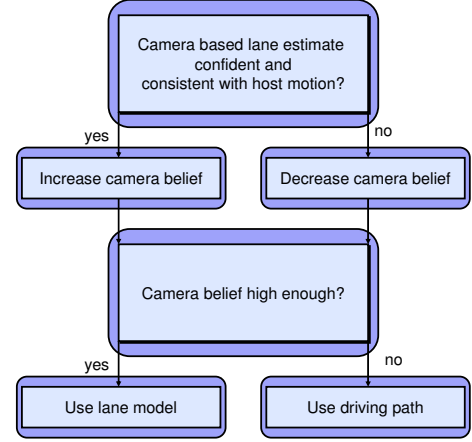 Camera based lane estimate
confident and
consistent with host motion?
yes
no
Increase camera belief
Decrease camera belief
Camera belief high enough?
yes
no
Use lane model
Use driving path